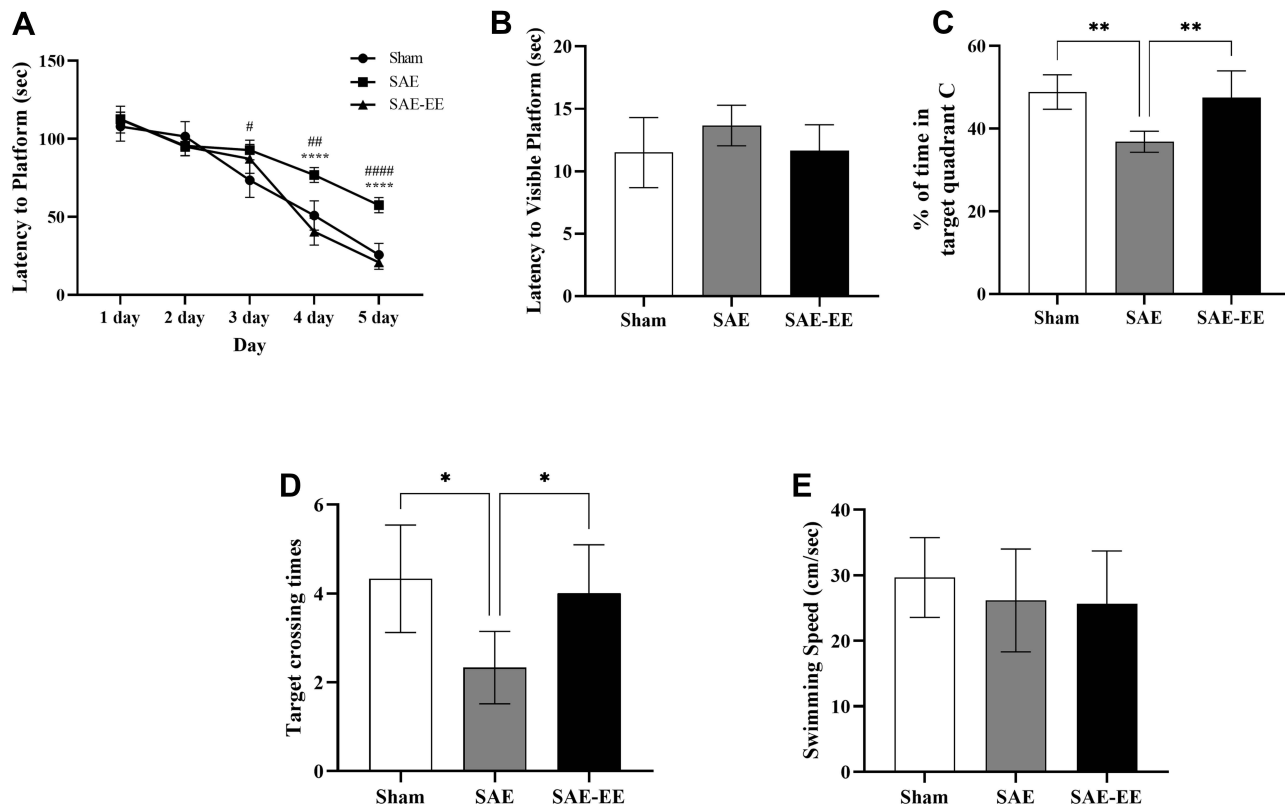 A
Latency to Platform (sec)
150
100
50
0
Sham
SAE
SAE-EE
#
##
****
####
****
1 day 2 day 3 day 4 day 5 day
Day
B
Latency to Visible Platform (sec)
20
15
10
5
0
Sham SAE SAE-EE
C
% of time in
target quadrant C
60
40
20
0
** **
Sham SAE SAE-EE
D
Target crossing times
6
4
2
0
* *
Sham SAE SAE-EE
E
Swimming Speed (cm/sec)
40
30
20
10
0
Sham SAE SAE-EE